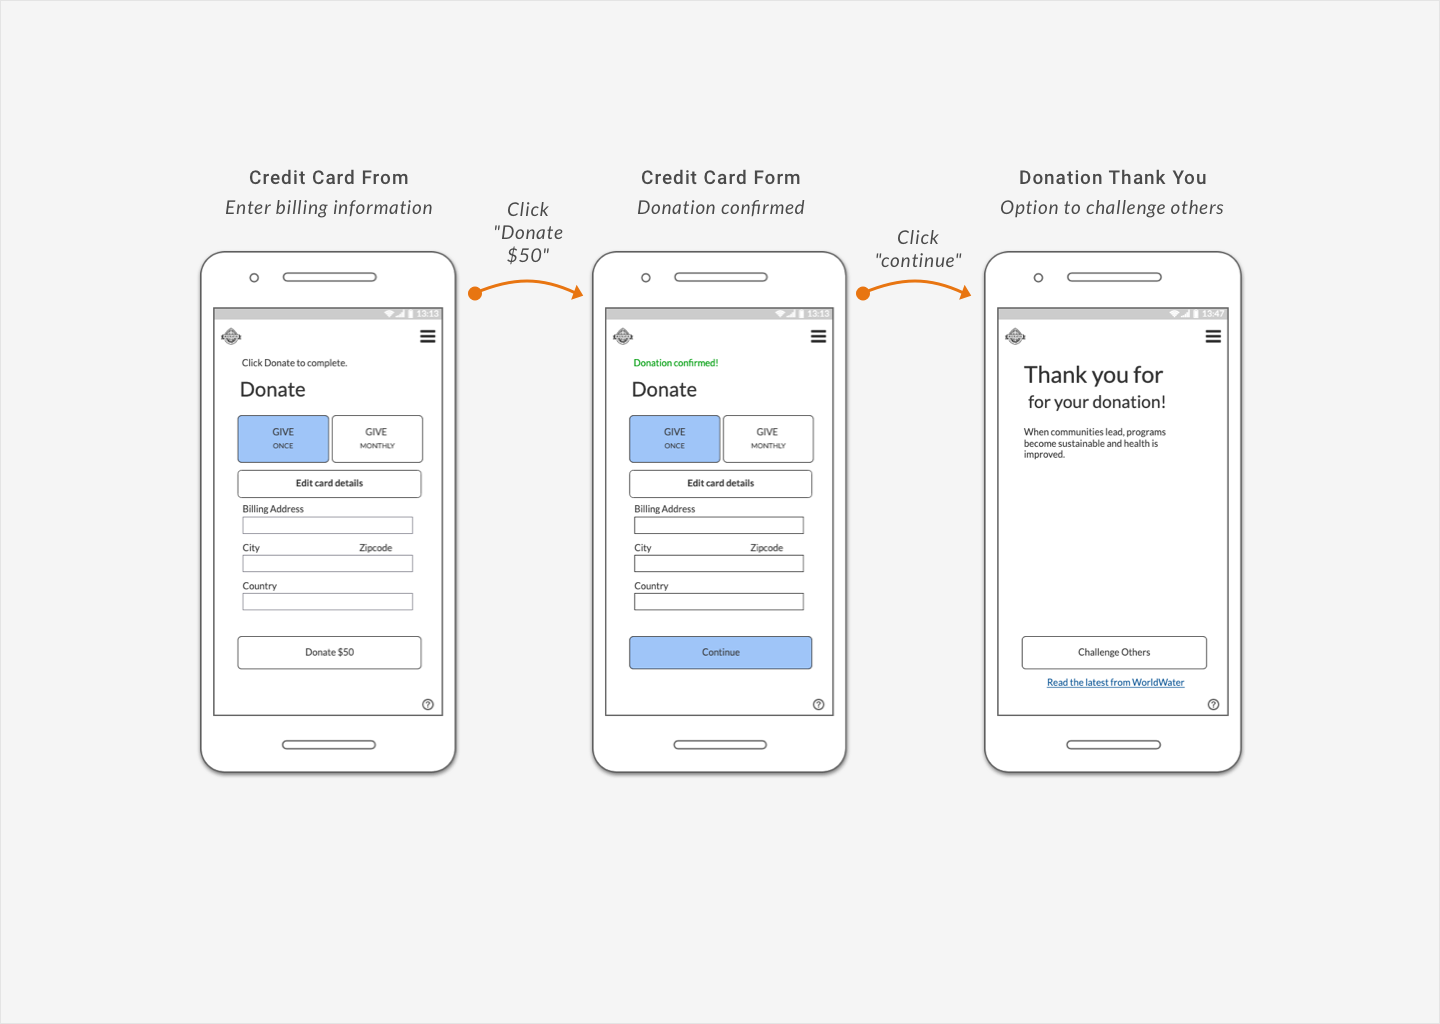 Credit Card From
Enter billing information
Click
"Donate
$50"
Credit Card Form
Donation confirmed
Click
"continue"
Donation Thank You
Option to challenge others
13:13
Click Donate to complete.
Donate
GIVE
ONCE
GIVE
MONTHLY
Edit card details
Billing Address
City Zipcode
Country
Donate $50
?
13:13
Donation confirmed!
Donate
GIVE
ONCE
GIVE
MONTHLY
Edit card details
Billing Address
City Zipcode
Country
Continue
?
13:47
Thank you for
for your donation!
When communities lead, programs
become sustainable and health is
improved.
Challenge Others
Read the latest from WorldWater
?